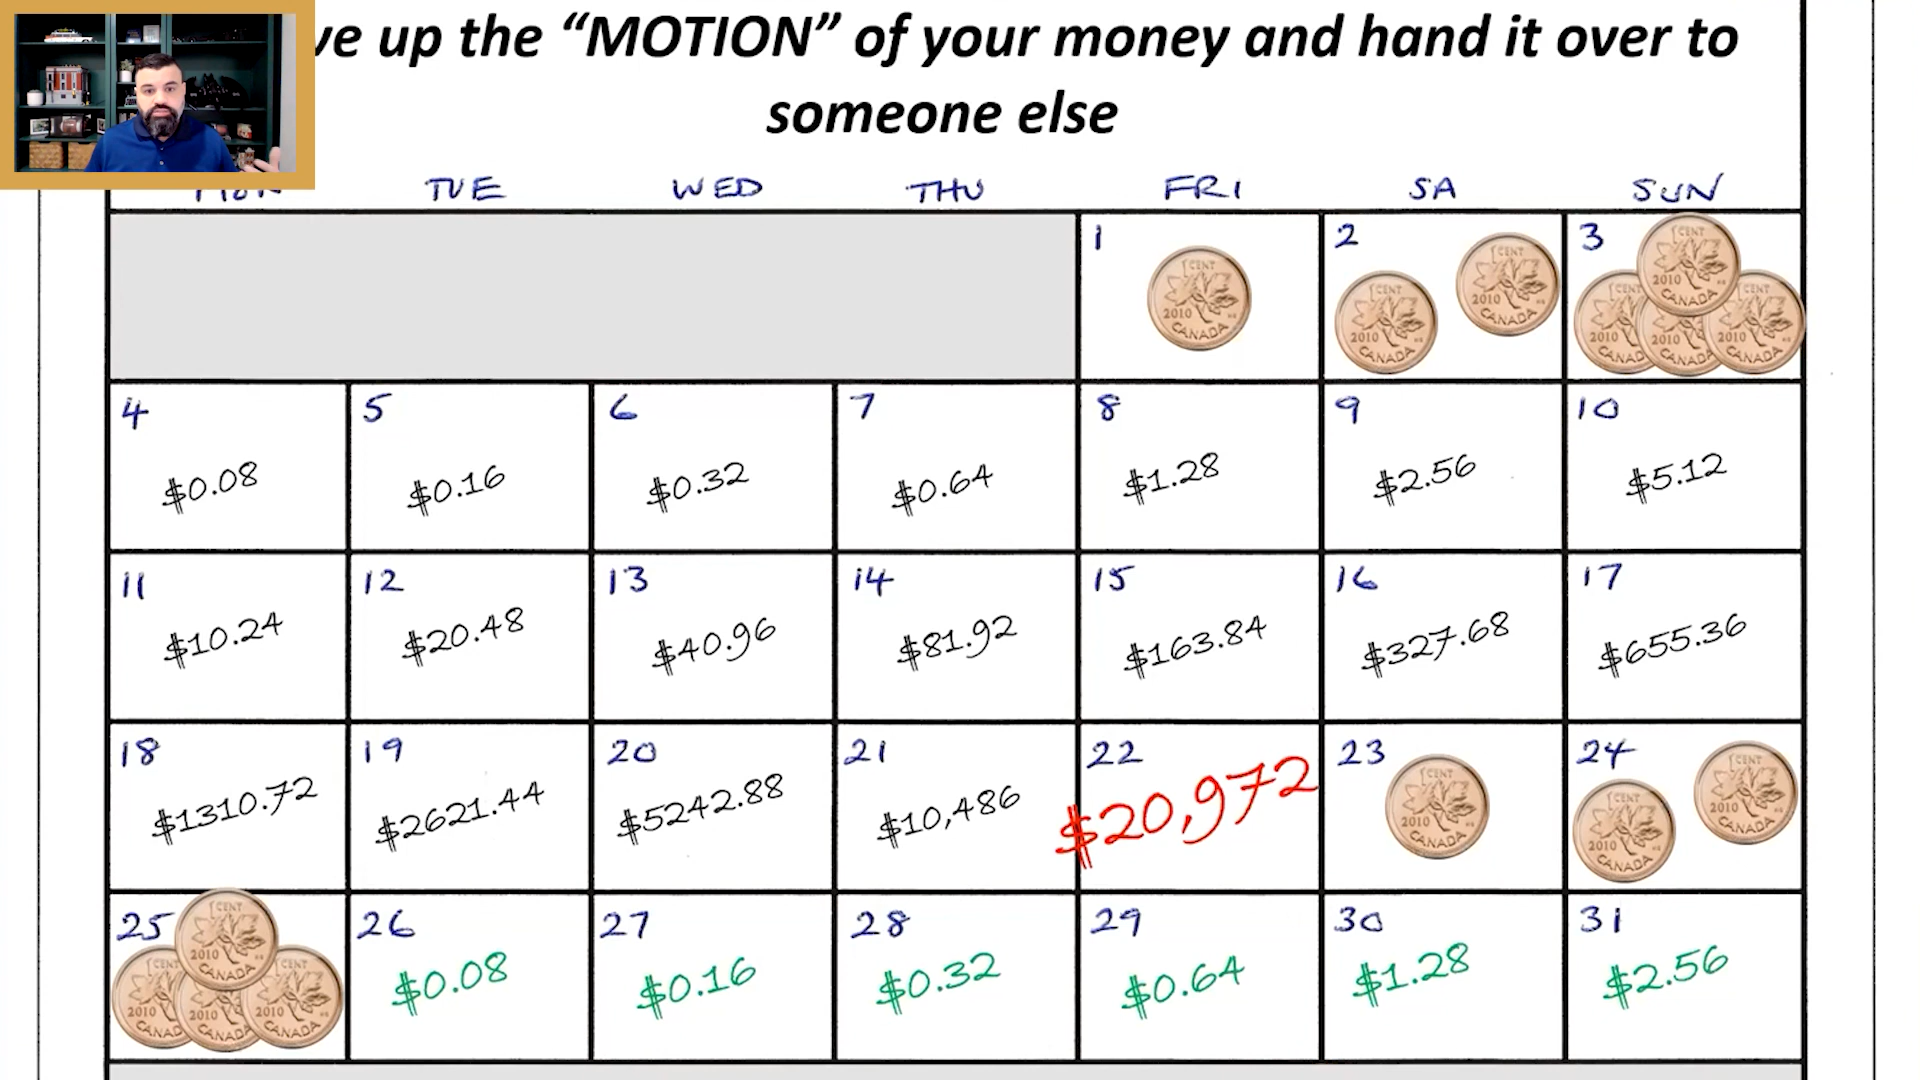 ve up the “MOTION” of your money and hand it over to
someone else
TUE WED THU FRI SA SUN
1 2 3
1 CENT 2010 CANADA
4 5 6 7 8 9 10
$0.08 $0.16 $0.32 $0.64 $1.28 $2.56 $5.12
11 12 13 14 15 16 17
$10.24 $20.48 $40.96 $81.92 $163.84 $327.68 $655.36
18 19 20 21 22 23 24
$1310.72 $2621.44 $5242.88 $10,486 $20,972
25 26 27 28 29 30 31
$0.08 $0.16 $0.32 $0.64 $1.28 $2.56